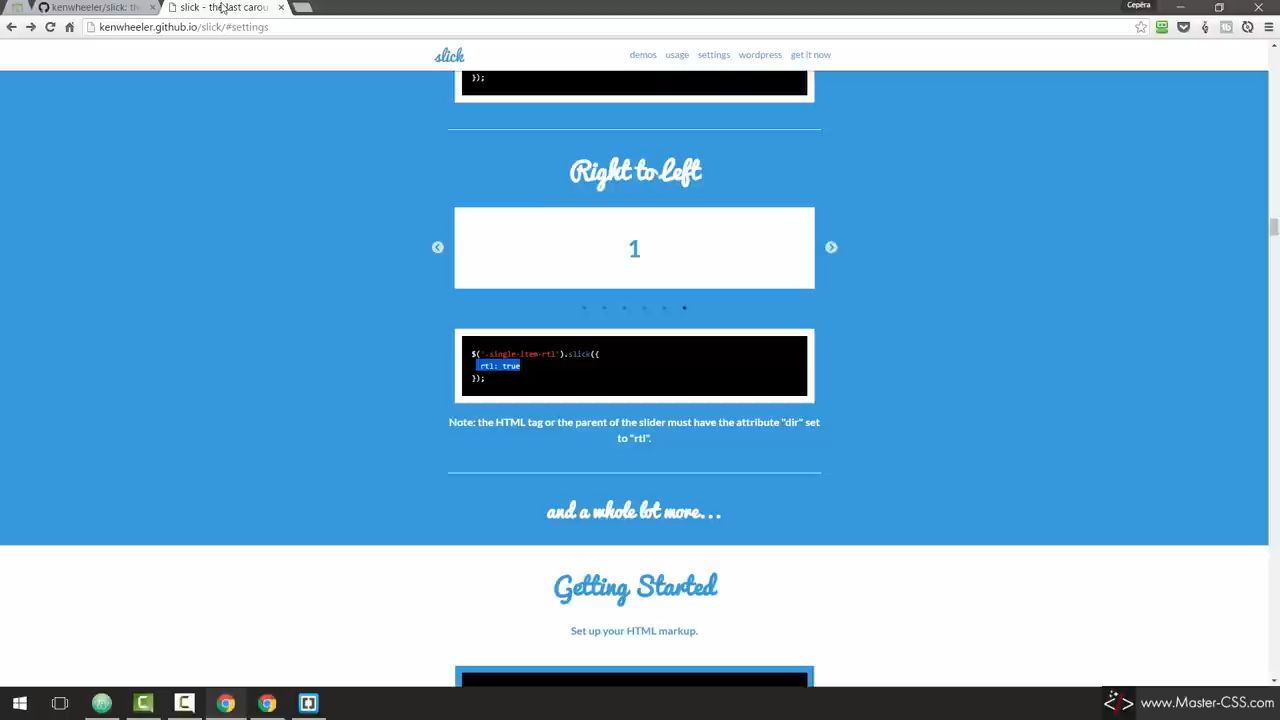 kenwheeler/slick: th
slick - the last carou
Серёга
kenwheeler.github.io/slick/#settings
slick
demos usage settings wordpress get it now
});
Right to Left
1
$('.single-item-rtl').slick({
rtl: true
});
Note: the HTML tag or the parent of the slider must have the attribute "dir" set
to "rtl".
and a whole lot more...
Getting Started
Set up your HTML markup.
www.Master-CSS.com